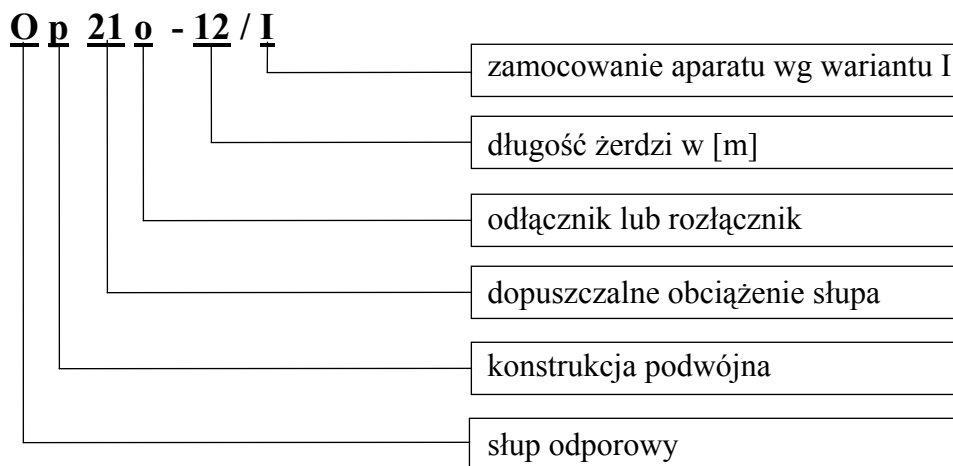 O p 21 o - 12 / I
zamocowanie aparatu wg wariantu I
długość żerdzi w [m]
odłącznik lub rozłącznik
dopuszczalne obciążenie słupa
konstrukcja podwójna
słup odporowy